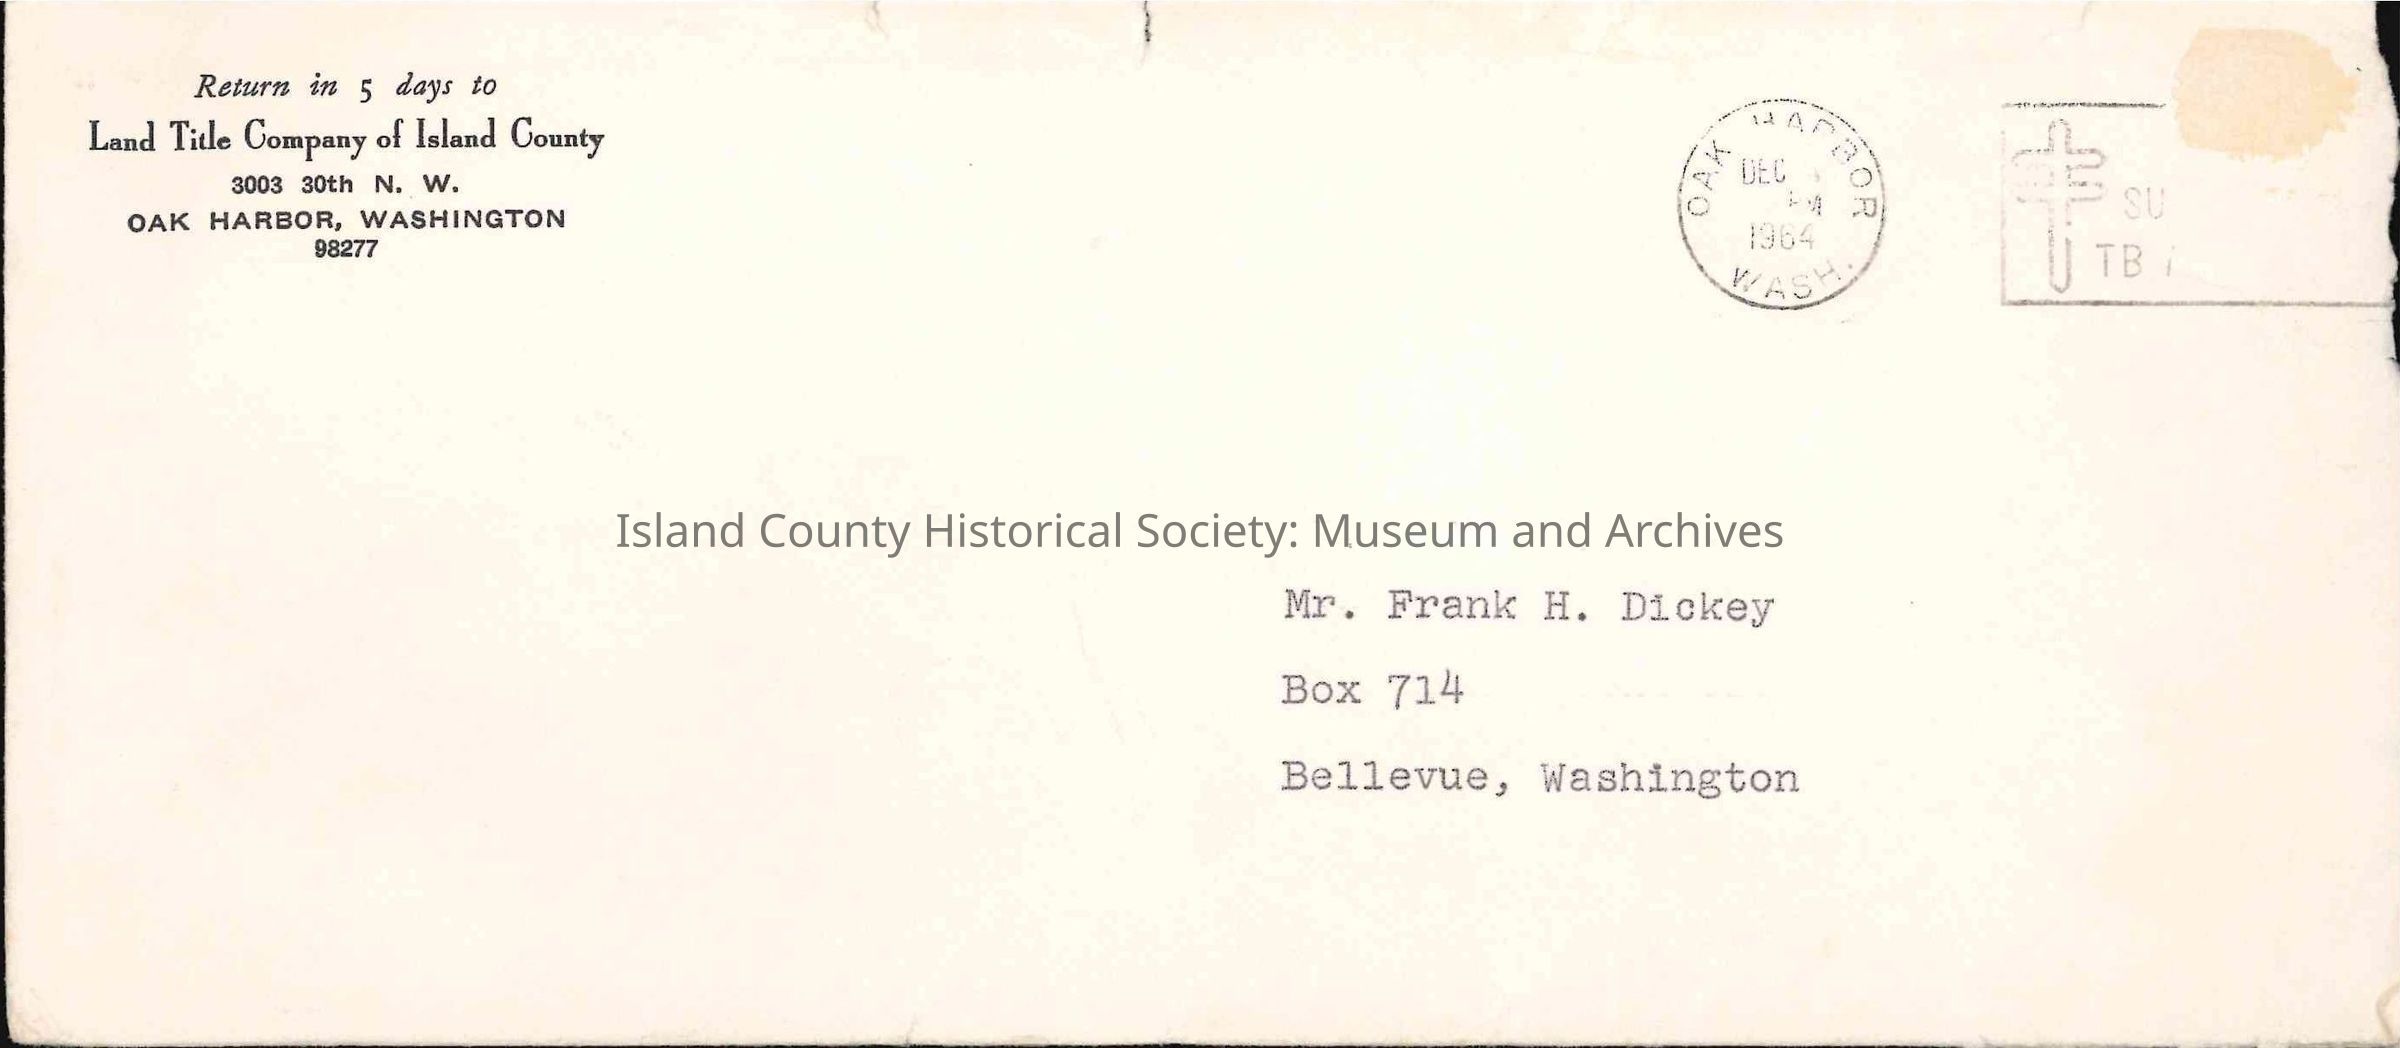 Return in 5 days to
Land Title Company of Island County
3003 30th N. W.
OAK HARBOR, WASHINGTON
98277
OAK HARBOR
DEC
PM
1964
WASH.
TB
Island County Historical Society: Museum and Archives
Mr. Frank H. Dickey
Box 714
Bellevue, Washington